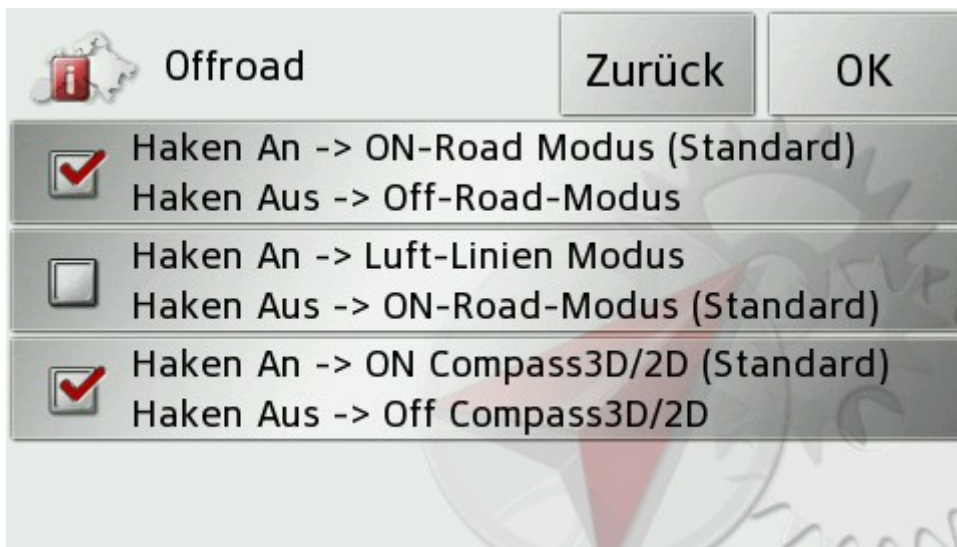 Offroad
Zurück
OK
Haken An -> ON-Road Modus (Standard)
Haken Aus -> Off-Road-Modus
Haken An -> Luft-Linien Modus
Haken Aus -> ON-Road-Modus (Standard)
Haken An -> ON Compass3D/2D (Standard)
Haken Aus -> Off Compass3D/2D